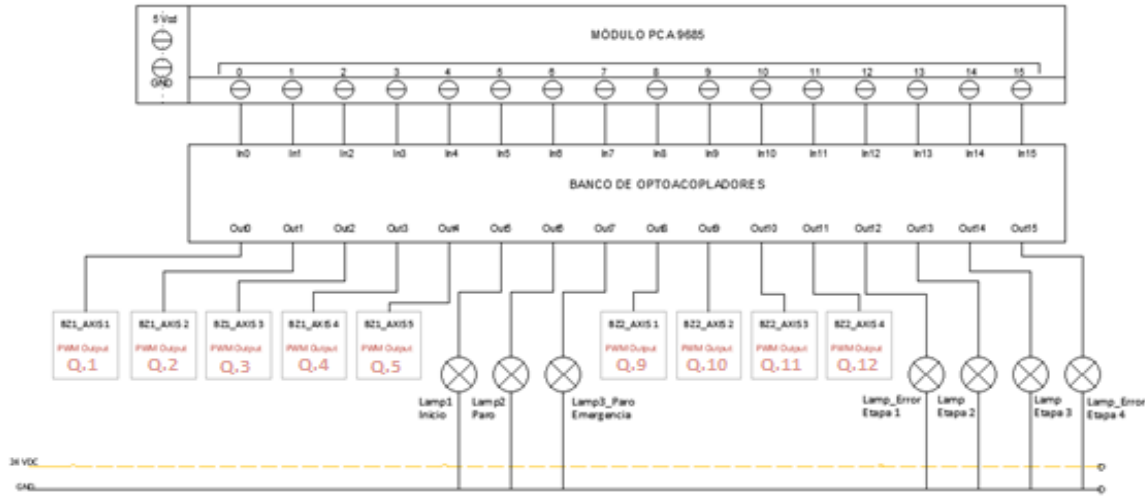 5 Vcd
MÓDULO PCA 9685
GND
0 1 2 3 4 5 6 7 8 9 10 11 12 13 14 15
In0 In1 In2 In3 In4 In5 In6 In7 In8 In9 In10 In11 In12 In13 In14 In15
BANCO DE OPTOACOPLADORES
Out0 Out1 Out2 Out3 Out4 Out5 Out6 Out7 Out8 Out9 Out10 Out11 Out12 Out13 Out14 Out15
BZ1_AXIS 1
PWM Output
Q.1
BZ1_AXIS 2
PWM Output
Q.2
BZ1_AXIS 3
PWM Output
Q.3
BZ1_AXIS 4
PWM Output
Q.4
BZ1_AXIS 5
PWM Output
Q.5
BZ2_AXIS 1
PWM Output
Q.9
BZ2_AXIS 2
PWM Output
Q.10
BZ2_AXIS 3
PWM Output
Q.11
BZ2_AXIS 4
PWM Output
Q.12
Lamp1
Inicio
Lamp2
Paro
Lamp3_Paro
Emergencia
Lamp_Error
Etapa 1
Lamp
Etapa 2
Lamp
Etapa 3
Lamp_Error
Etapa 4
VDC
GND